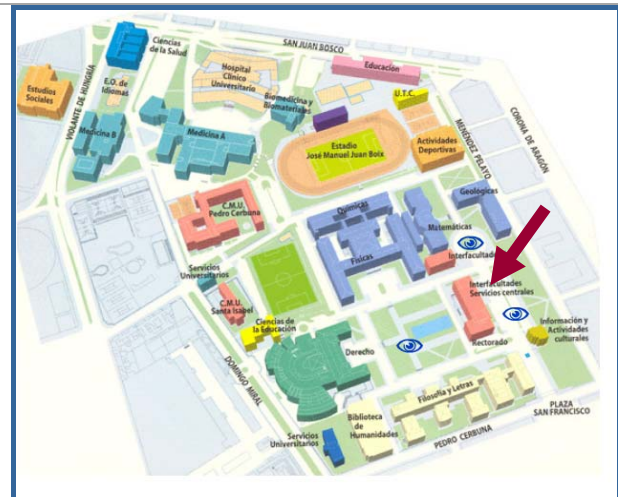 SAN JUAN BOSCO
Ciencias
de la Salud
Hospital
Clínico
Universitario
Educación
Estudios
Sociales
E.O. de
Idiomas
VIOLANTE DE HUNGRÍA
Biomedicina y
Biomateriales
U.T.C.
Medicina B
Medicina A
Estadio
José Manuel Juan Boix
Actividades
Deportivas
MENÉNDEZ PELAYO
CORONA DE ARAGÓN
C.M.U.
Pedro Cerbuna
Químicas
Geológicas
Matemáticas
Físicas
Interfacultades
Servicios
Universitarios
C.M.U.
Santa Isabel
Interfacultades
Servicios centrales
Ciencias de
la Educación
Información y
Actividades
culturales
Derecho
Rectorado
DOMINGO MIRAL
Filosofía y Letras
PLAZA
SAN FRANCISCO
Biblioteca
de
Humanidades
Servicios
Universitarios
PEDRO CERBUNA